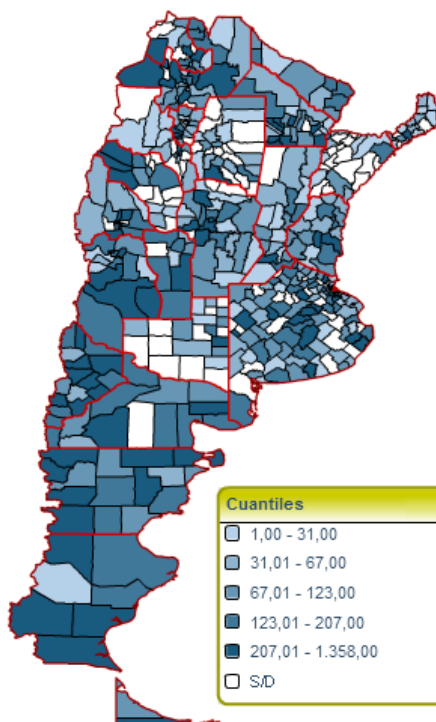 Cuantiles
1,00 - 31,00
31,01 - 67,00
67,01 - 123,00
123,01 - 207,00
207,01 - 1.358,00
S/D